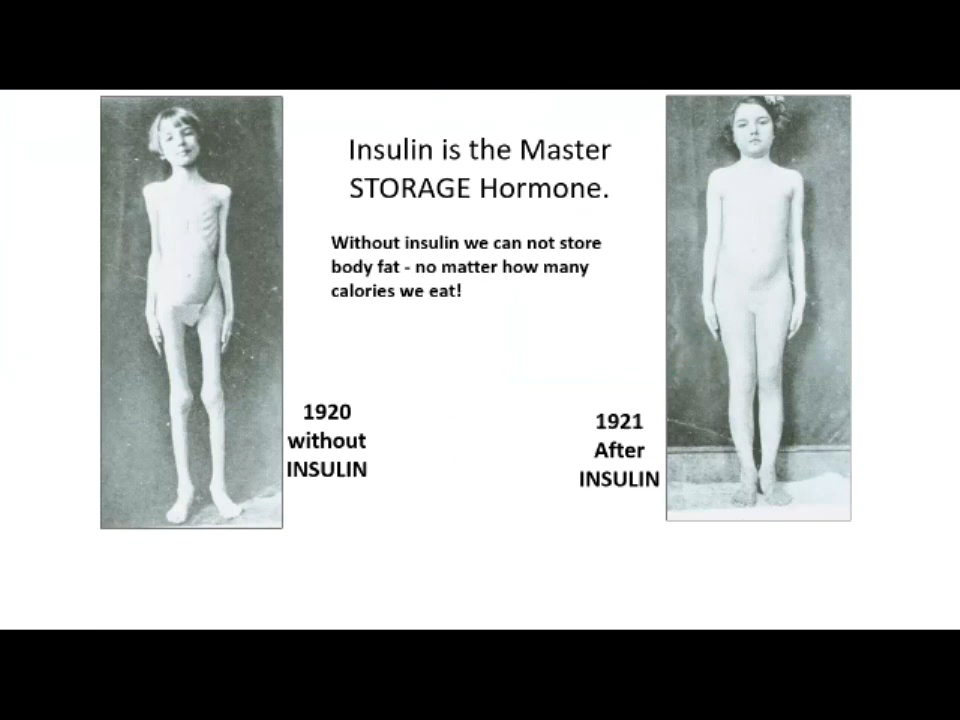 Insulin is the Master
STORAGE Hormone.
Without insulin we can not store
body fat - no matter how many
calories we eat!
1920
without
INSULIN
1921
After
INSULIN